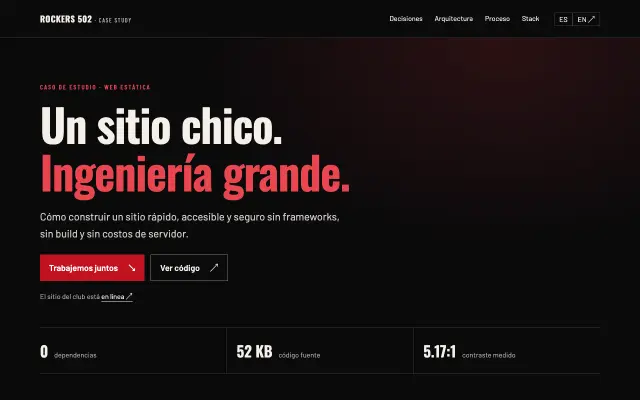 ROCKERS 502 · CASE STUDY
Decisiones Arquitectura Proceso Stack ES EN ↗
CASO DE ESTUDIO · WEB ESTÁTICA
Un sitio chico.
Ingeniería grande.
Cómo construir un sitio rápido, accesible y seguro sin frameworks,
sin build y sin costos de servidor.
Trabajemos juntos ↘ Ver código ↗
El sitio del club está en línea ↗
0 dependencias 52 KB código fuente 5.17:1 contraste medido